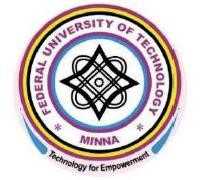 FEDERAL UNIVERSITY OF TECHNOLOGY
MINNA
Technology for Empowerment